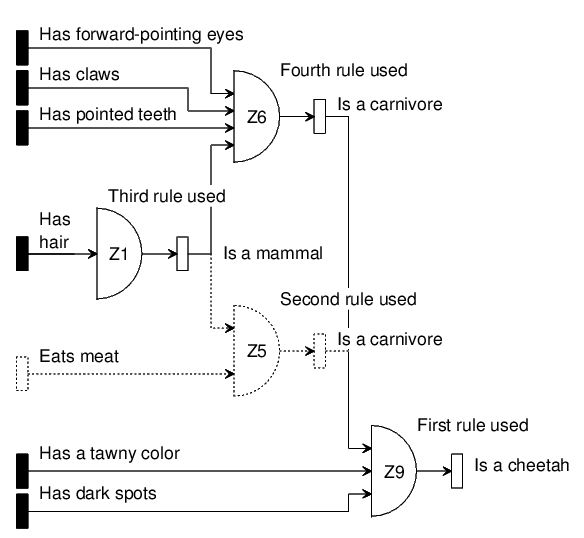 Has forward-pointing eyes
Fourth rule used
Has claws
Is a carnivore
Has pointed teeth
Z6
Third rule used
Has
hair
Z1
Is a mammal
Second rule used
Is a carnivore
Eats meat
Z5
First rule used
Has a tawny color
Is a cheetah
Z9
Has dark spots